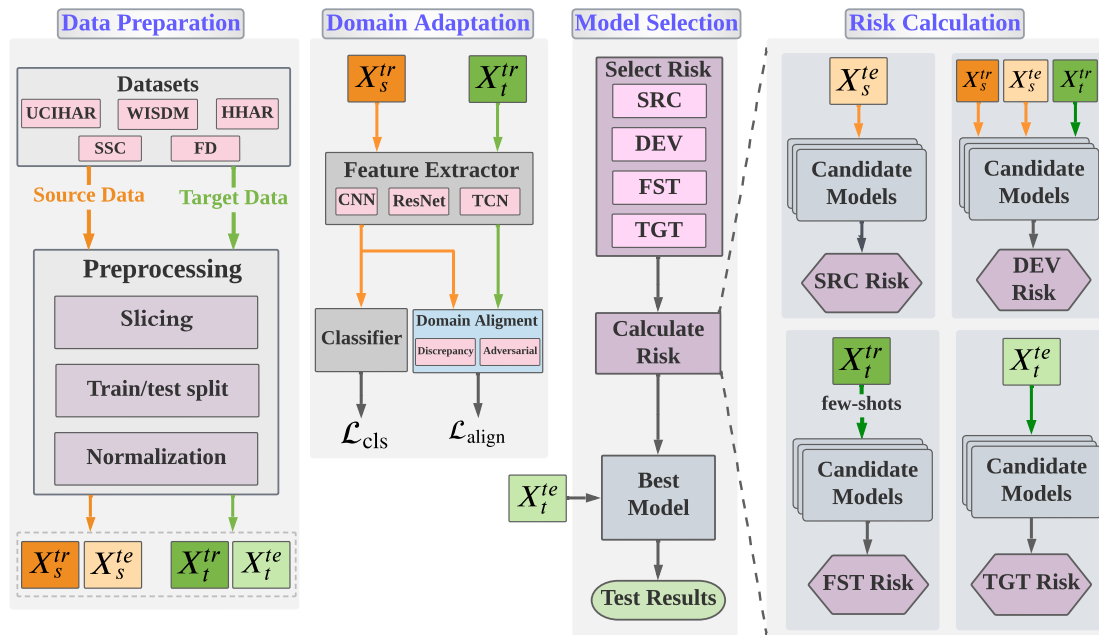 Data Preparation
Datasets
UCIHAR
WISDM
HHAR
SSC
FD
Source Data
Target Data
Preprocessing
Slicing
Train/test split
Normalization
X_s^{tr}
X_s^{te}
X_t^{tr}
X_t^{te}
Domain Adaptation
X_s^{tr}
X_t^{tr}
Feature Extractor
CNN
ResNet
TCN
Classifier
Domain Aligment
Discrepancy
Adversarial
ℒ_{cls}
ℒ_{align}
Model Selection
Select Risk
SRC
DEV
FST
TGT
Calculate
Risk
X_t^{te}
Best
Model
Test Results
Risk Calculation
X_s^{te}
Candidate
Models
SRC Risk
X_s^{tr}
X_s^{te}
X_t^{tr}
Candidate
Models
DEV
Risk
X_t^{tr}
few-shots
Candidate
Models
FST Risk
X_t^{te}
Candidate
Models
TGT Risk